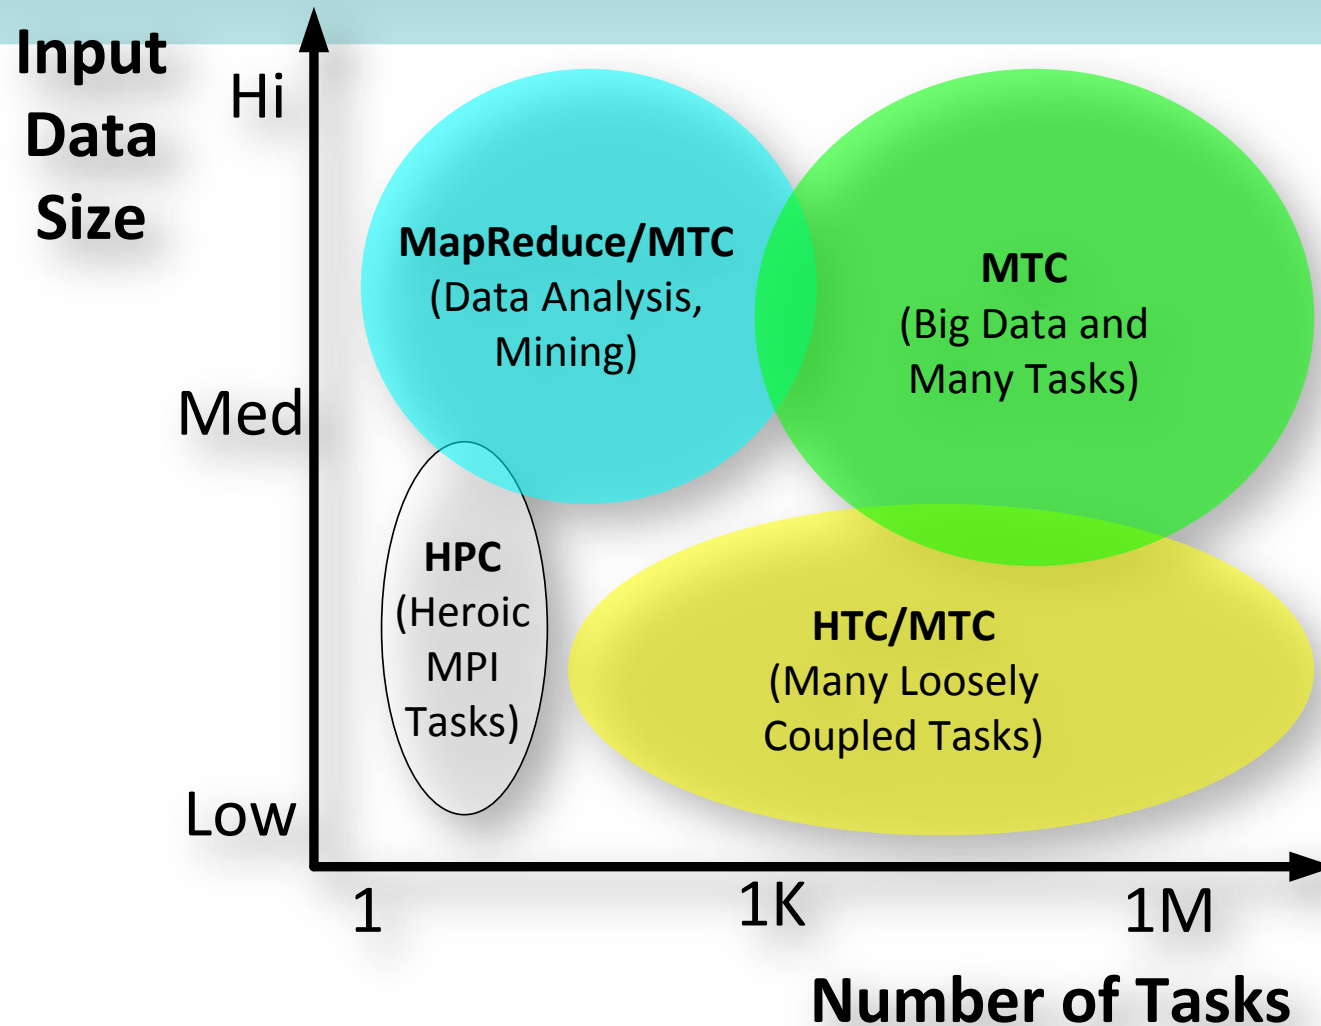 Input
Data
Size
Hi
Med
Low
MapReduce/MTC
(Data Analysis,
Mining)
MTC
(Big Data and
Many Tasks)
HPC
(Heroic
MPI
Tasks)
HTC/MTC
(Many Loosely
Coupled Tasks)
1
1K
1M
Number of Tasks